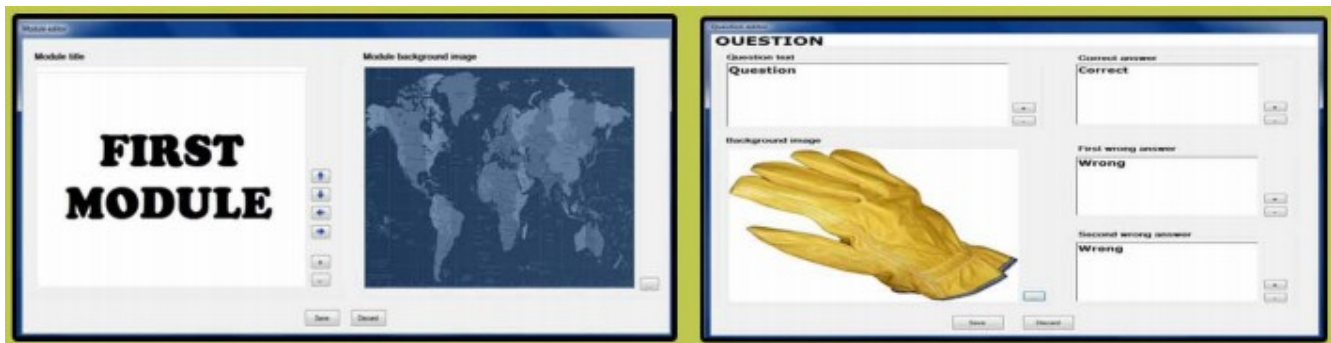 Module editor
Module title
Module background image
FIRST
MODULE
Save
Discard
Question editor
QUESTION
Question text
Question
Correct answer
Correct
Background image
First wrong answer
Wrong
Second wrong answer
Wrong
Save
Discard